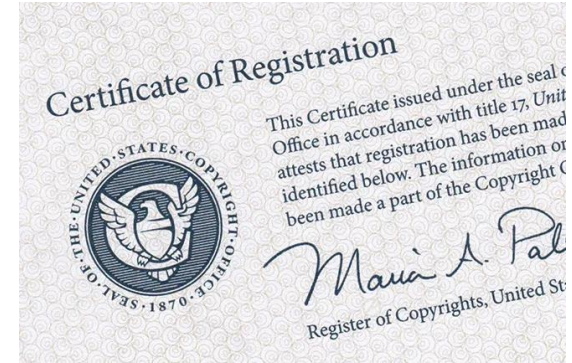 Certificate of Registration
This Certificate issued under the seal
Office in accordance with title 17,
attests that registration has been
identified below. The information
been made a part of the Copyright
SEAL·OF·THE·UNITED·STATES·COPYRIGHT·OFFICE·
·1870·
Maria A.
Register of Copyrights, United